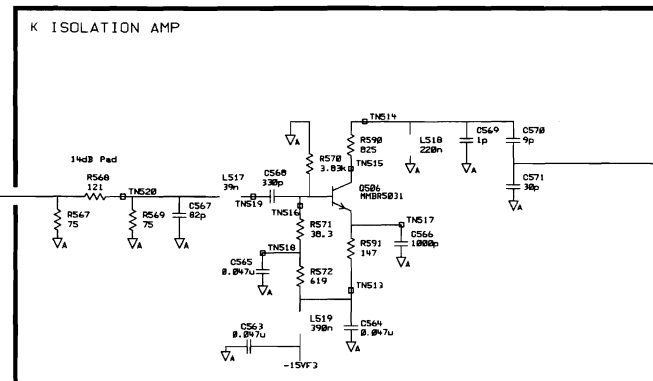 K ISOLATION AMP
TN514
R590
825
L518
220n
C569
1p
C570
9p
A
A
A
14dB Pad
R568
121
TN520
L517
39n
C568
330p
TN519
R570
3.83k
TN515
Q506
MMBR5031
C571
30p
A
R567
75
R569
75
C567
82p
A
A
A
TN516
R571
38.3
TN517
C566
1000p
A
TN518
C565
0.047u
A
R572
619
R591
147
TN513
L519
390n
C564
0.047u
A
C563
0.047u
A
-15VF3